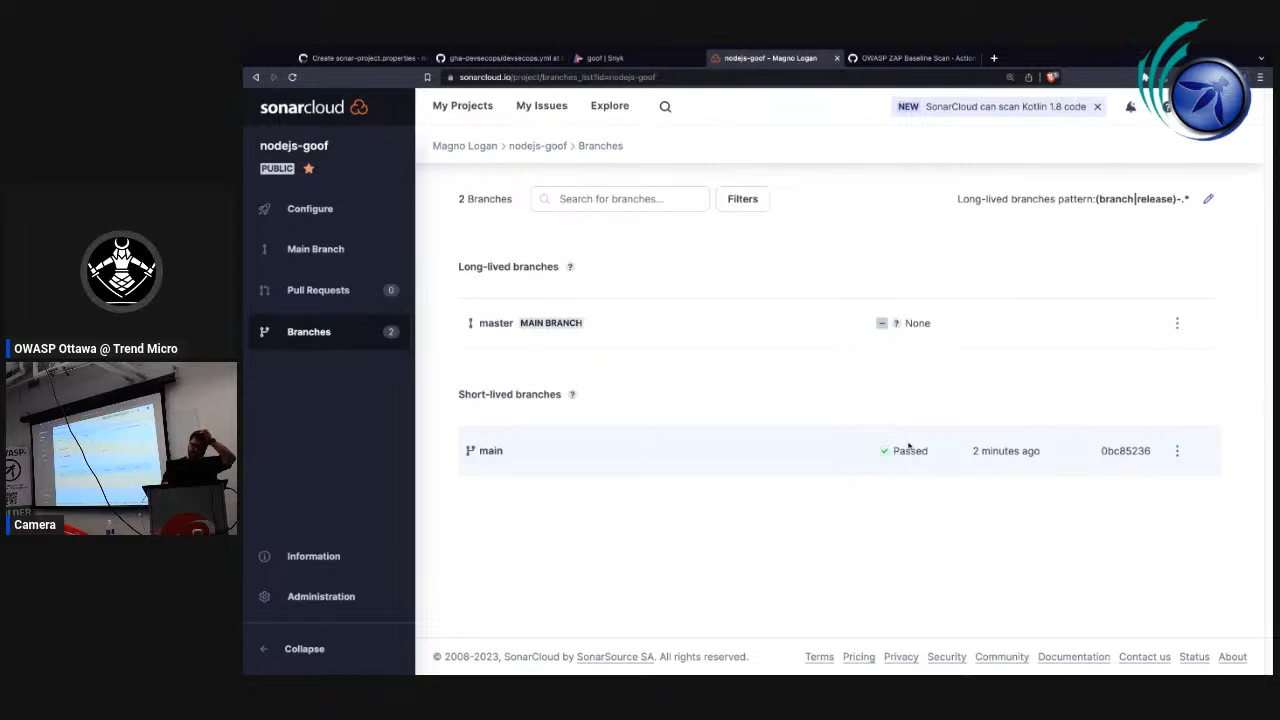 Create sonar-project.properties
gha-devsecops/devsecops.yml at
goof | Snyk
nodejs-goof - Magno Logan
OWASP ZAP Baseline Scan - Action
sonarcloud.io/project/branches_list?id=nodejs-goof
sonarcloud
My Projects
My Issues
Explore
NEW SonarCloud can scan Kotlin 1.8 code
nodejs-goof
PUBLIC
Magno Logan > nodejs-goof > Branches
Configure
Main Branch
Pull Requests 0
Branches 2
2 Branches
Search for branches...
Filters
Long-lived branches pattern:(branch|release)-.*
Long-lived branches ?
master MAIN BRANCH
? None
Short-lived branches ?
main
Passed
2 minutes ago
0bc85236
OWASP Ottawa @ Trend Micro
Camera
Information
Administration
Collapse
© 2008-2023, SonarCloud by SonarSource SA. All rights reserved.
Terms Pricing Privacy Security Community Documentation Contact us Status About